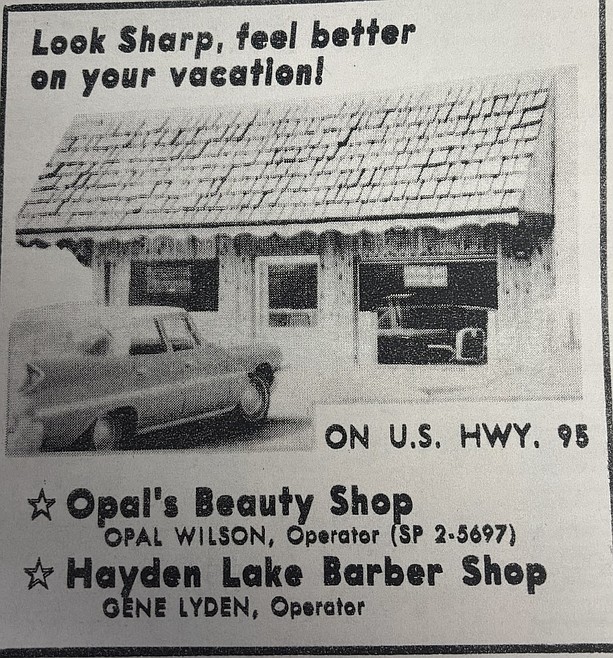 Look Sharp, feel better
on your vacation!
ON U.S. HWY. 95
☆ Opal's Beauty Shop
OPAL WILSON, Operator (SP 2-5697)
☆ Hayden Lake Barber Shop
GENE LYDEN, Operator